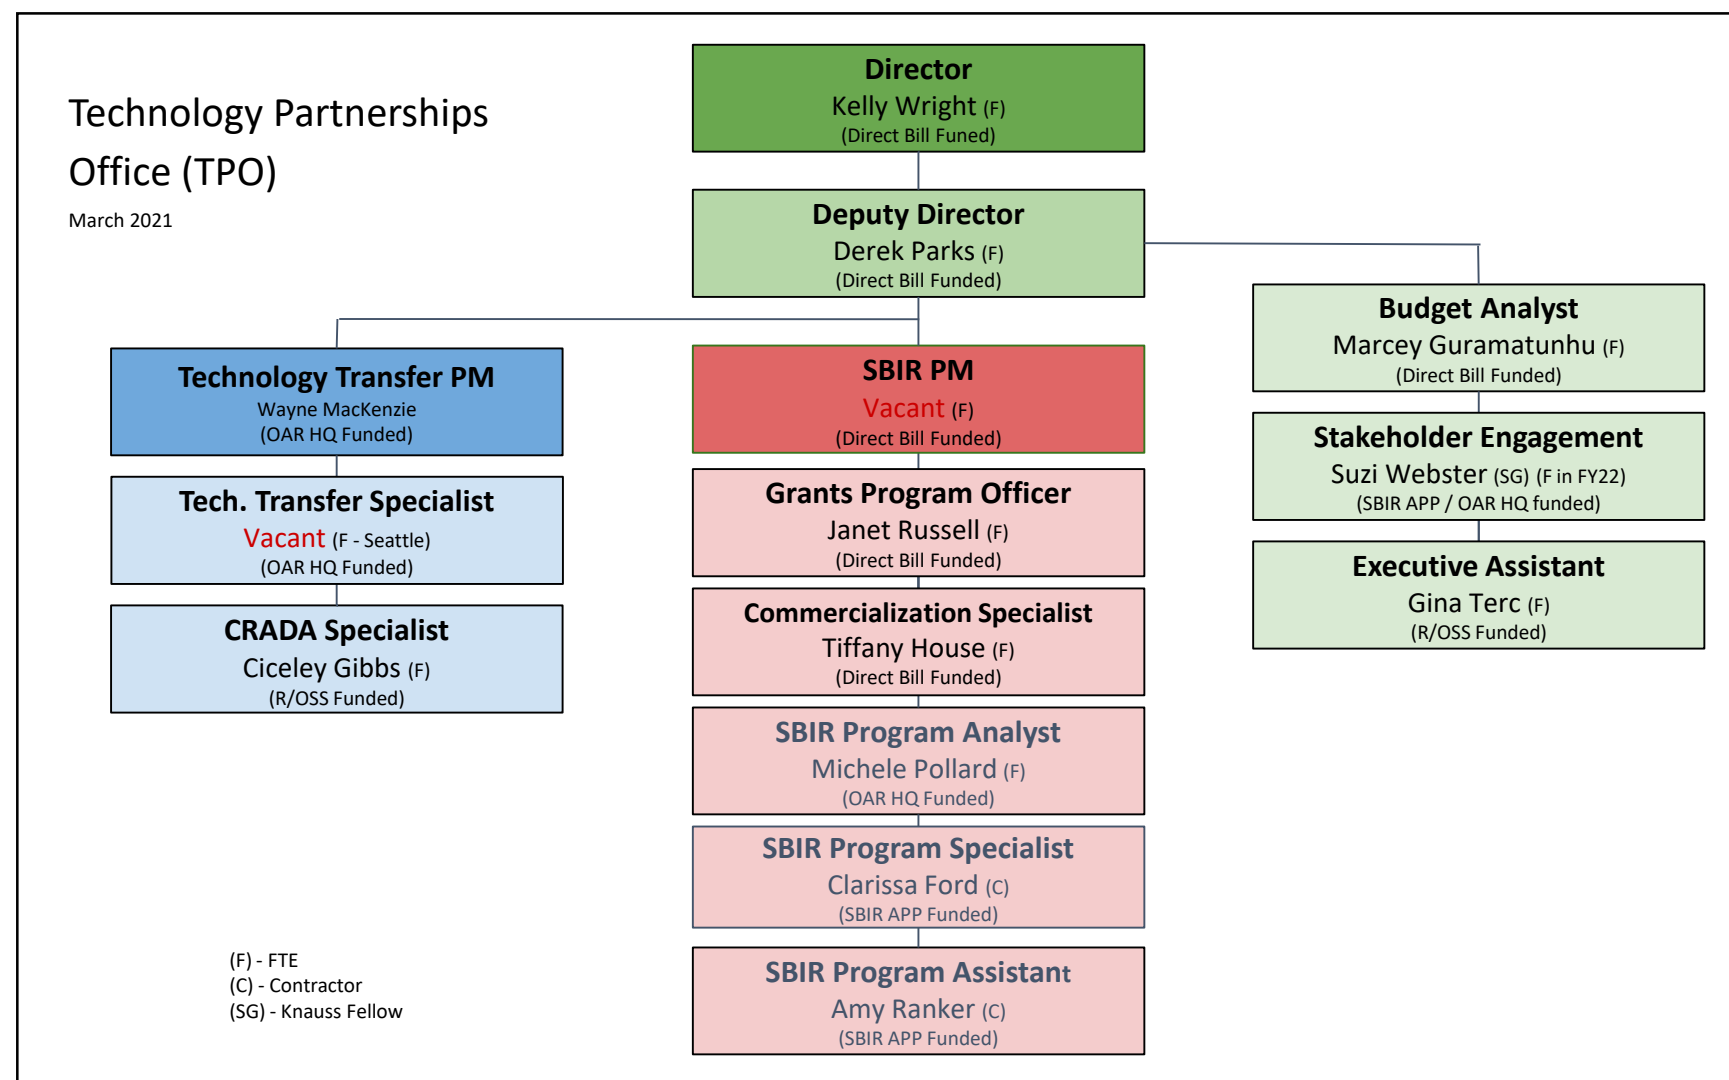 Technology Partnerships
Office (TPO)
March 2021
Director
Kelly Wright (F)
(Direct Bill Funed)
Deputy Director
Derek Parks (F)
(Direct Bill Funded)
Technology Transfer PM
Wayne MacKenzie
(OAR HQ Funded)
Tech. Transfer Specialist
Vacant (F - Seattle)
(OAR HQ Funded)
CRADA Specialist
Ciceley Gibbs (F)
(R/OSS Funded)
SBIR PM
Vacant (F)
(Direct Bill Funded)
Grants Program Officer
Janet Russell (F)
(Direct Bill Funded)
Commercialization Specialist
Tiffany House (F)
(Direct Bill Funded)
SBIR Program Analyst
Michele Pollard (F)
(OAR HQ Funded)
SBIR Program Specialist
Clarissa Ford (C)
(SBIR APP Funded)
SBIR Program Assistant
Amy Ranker (C)
(SBIR APP Funded)
Budget Analyst
Marcey Guramatunhu (F)
(Direct Bill Funded)
Stakeholder Engagement
Suzi Webster (SG) (F in FY22)
(SBIR APP / OAR HQ funded)
Executive Assistant
Gina Terc (F)
(R/OSS Funded)
(F) - FTE
(C) - Contractor
(SG) - Knauss Fellow